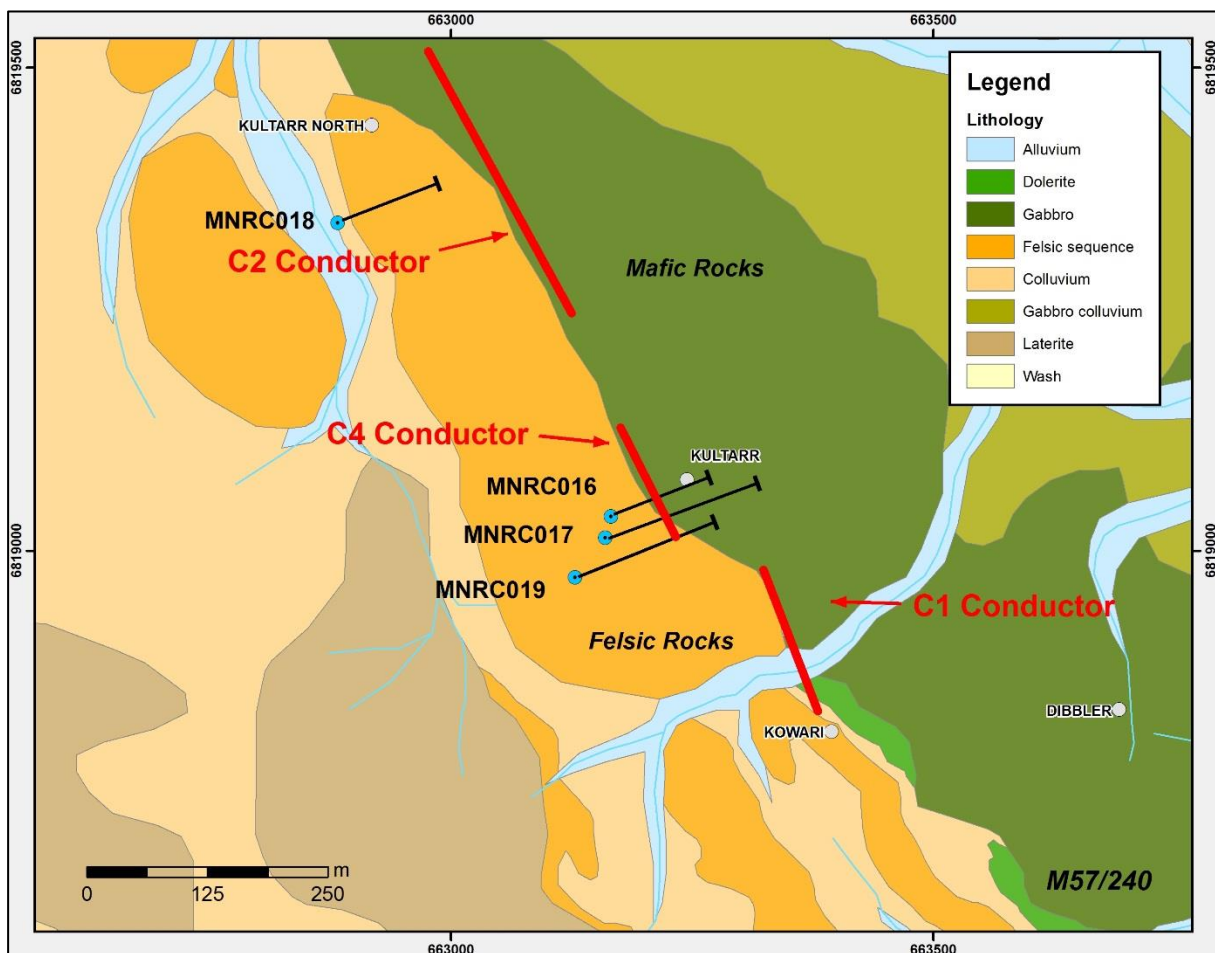 663000
663500
6819500
6819500
Legend
Lithology
Alluvium
Dolerite
Gabbro
Felsic sequence
Colluvium
Gabbro colluvium
Laterite
Wash
KULTARR NORTH
MNRC018
C2 Conductor
Mafic Rocks
C4 Conductor
KULTARR
MNRC016
MNRC017
6819000
6819000
MNRC019
C1 Conductor
Felsic Rocks
DIBBLER
KOWARI
m
0
125
250
M57/240
663000
663500